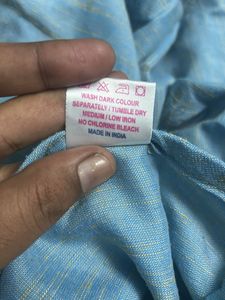 WASH DARK COLOUR
SEPARATELY / TUMBLE DRY
MEDIUM / LOW IRON
NO CHLORINE BLEACH
MADE IN INDIA